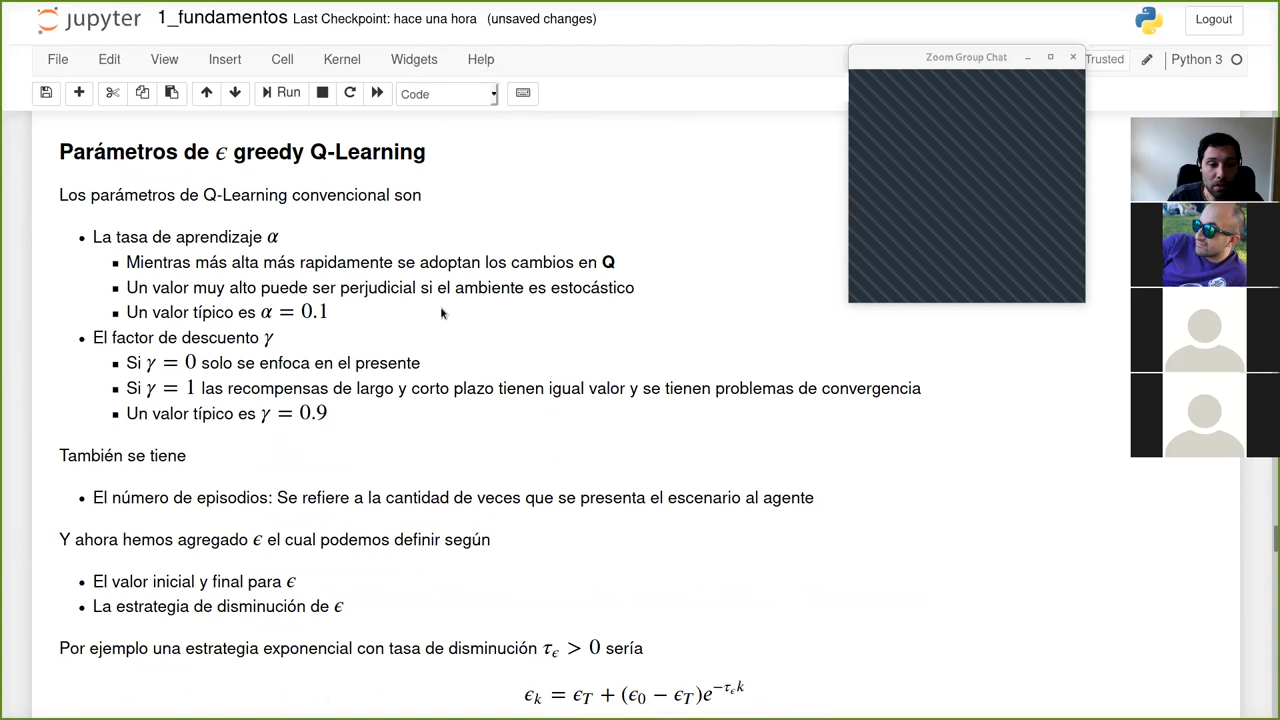 jupyter 1_fundamentos Last Checkpoint: hace una hora (unsaved changes)
Logout
File Edit View Insert Cell Kernel Widgets Help
Trusted
Python 3
Run
Code
Zoom Group Chat
Parámetros de ϵ greedy Q-Learning
Los parámetros de Q-Learning convencional son
• La tasa de aprendizaje α
▪ Mientras más alta más rapidamente se adoptan los cambios en Q
▪ Un valor muy alto puede ser perjudicial si el ambiente es estocástico
▪ Un valor típico es α = 0.1
• El factor de descuento γ
▪ Si γ = 0 solo se enfoca en el presente
▪ Si γ = 1 las recompensas de largo y corto plazo tienen igual valor y se tienen problemas de convergencia
▪ Un valor típico es γ = 0.9
También se tiene
• El número de episodios: Se refiere a la cantidad de veces que se presenta el escenario al agente
Y ahora hemos agregado ϵ el cual podemos definir según
• El valor inicial y final para ϵ
• La estrategia de disminución de ϵ
Por ejemplo una estrategia exponencial con tasa de disminución τ_ϵ > 0 sería
ϵ_k = ϵ_T + (ϵ_0 − ϵ_T)e^{−τ_ϵ k}